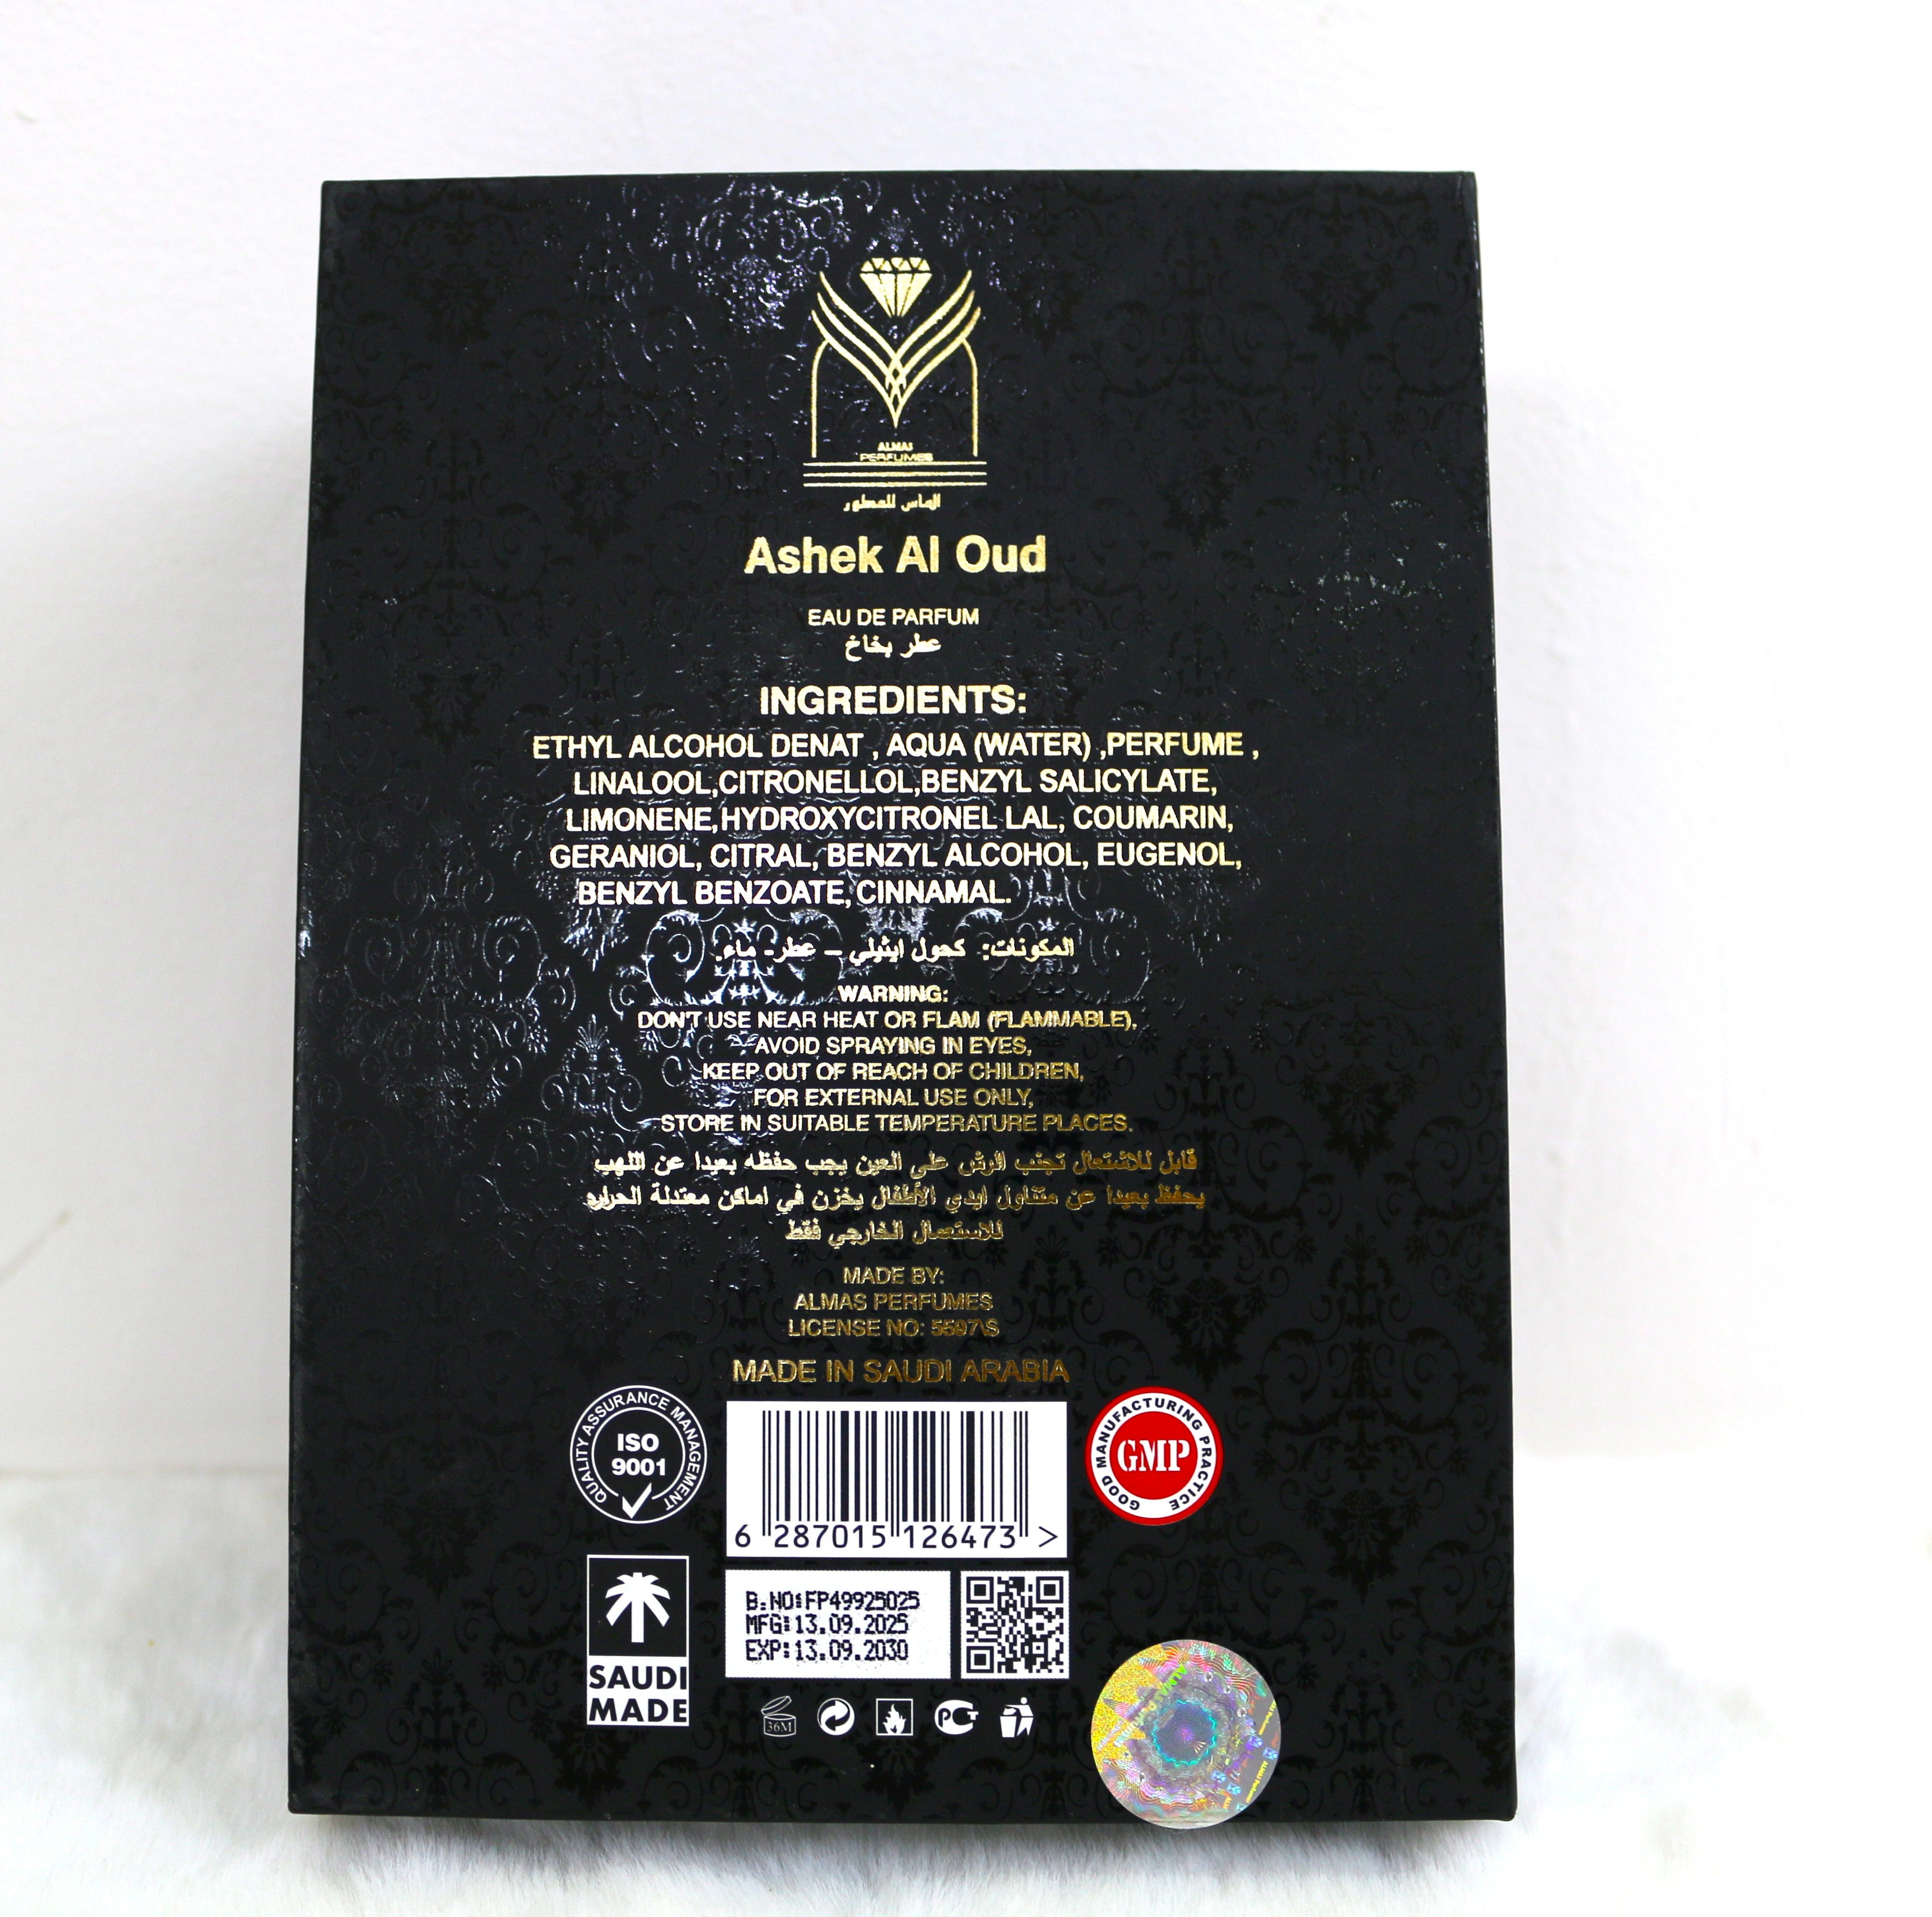 ALMAS
PERFUMES
الماس للعطور
Ashek Al Oud
EAU DE PARFUM
عطر بخاخ
INGREDIENTS:
ETHYL ALCOHOL DENAT , AQUA (WATER) ,PERFUME ,
LINALOOL,CITRONELLOL,BENZYL SALICYLATE,
LIMONENE,HYDROXYCITRONEL LAL, COUMARIN,
GERANIOL, CITRAL, BENZYL ALCOHOL, EUGENOL,
BENZYL BENZOATE, CINNAMAL.
المكونات: كحول ايثيلي – عطر- ماء.
WARNING:
DON'T USE NEAR HEAT OR FLAM (FLAMMABLE),
AVOID SPRAYING IN EYES,
KEEP OUT OF REACH OF CHILDREN,
FOR EXTERNAL USE ONLY,
STORE IN SUITABLE TEMPERATURE PLACES.
قابل للاشتعال تجنب الرش على العين يجب حفظه بعيدا عن اللهب
يحفظ بعيدا عن متناول ايدي الأطفال يخزن في اماكن معتدلة الحرارة
للاستعمال الخارجي فقط
MADE BY:
ALMAS PERFUMES
LICENSE NO: 5597\S
MADE IN SAUDI ARABIA
QUALITY ASSURANCE MANAGEMENT
ISO
9001
6 287015 126473 >
GOOD MANUFACTURING PRACTICE
GMP
B.NO:FP49925025
MFG:13.09.2025
EXP:13.09.2030
SAUDI
MADE
36M
РСТ